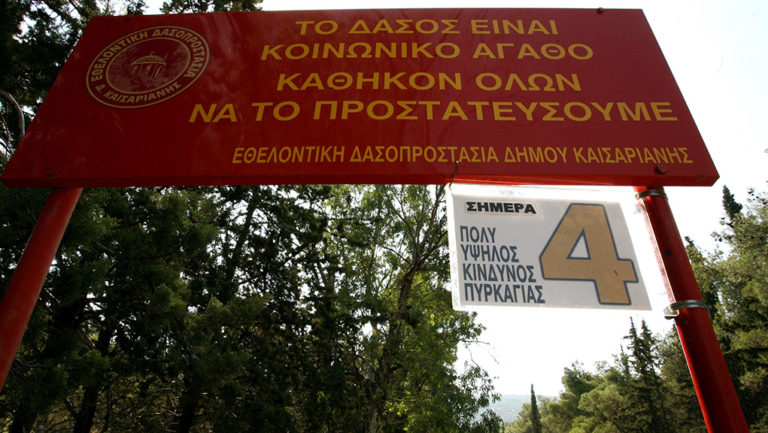 ΤΟ ΔΑΣΟΣ ΕΙΝΑΙ
ΚΟΙΝΩΝΙΚΟ ΑΓΑΘΟ
ΚΑΘΗΚΟΝ ΟΛΩΝ
ΝΑ ΤΟ ΠΡΟΣΤΑΤΕΥΣΟΥΜΕ
ΕΘΕΛΟΝΤΙΚΗ ΔΑΣΟΠΡΟΣΤΑΣΙΑ ΔΗΜΟΥ ΚΑΙΣΑΡΙΑΝΗΣ
ΕΘΕΛΟΝΤΙΚΗ ΔΑΣΟΠΡΟΣΤΑΣΙΑ
Δ. ΚΑΙΣΑΡΙΑΝΗΣ
ΣΗΜΕΡΑ
ΠΟΛΥ
ΥΨΗΛΟΣ
ΚΙΝΔΥΝΟΣ
ΠΥΡΚΑΓΙΑΣ
4